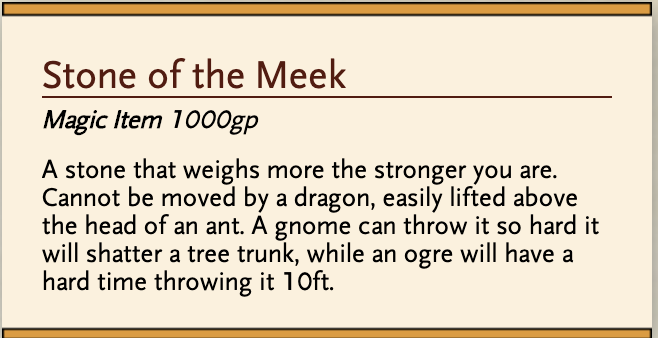 Stone of the Meek
Magic Item 1000gp
A stone that weighs more the stronger you are.
Cannot be moved by a dragon, easily lifted above
the head of an ant. A gnome can throw it so hard it
will shatter a tree trunk, while an ogre will have a
hard time throwing it 10ft.